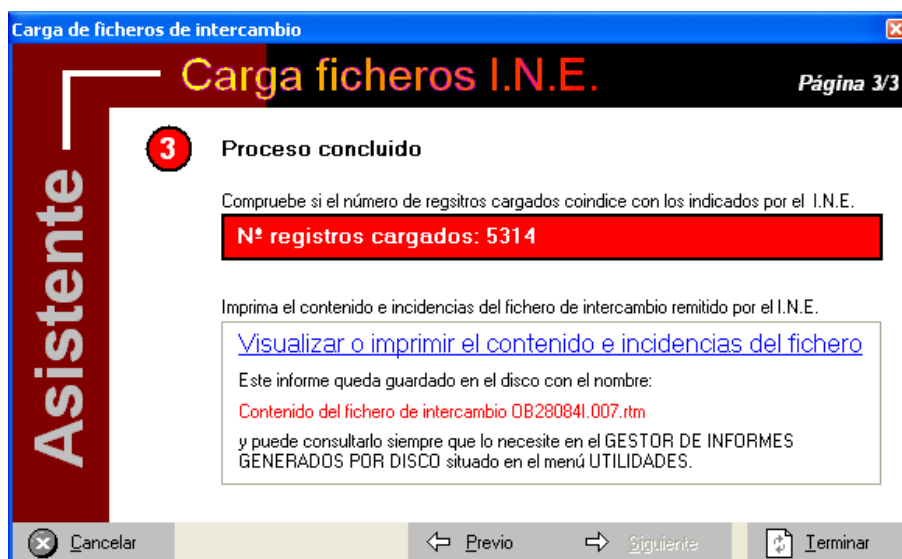 Carga de ficheros de intercambio
Carga ficheros I.N.E.
Página 3/3
Asistente
3
Proceso concluido
Compruebe si el número de regsitros cargados coindice con los indicados por el I.N.E.
Nº registros cargados: 5314
Imprima el contenido e incidencias del fichero de intercambio remitido por el I.N.E.
Visualizar o imprimir el contenido e incidencias del fichero
Este informe queda guardado en el disco con el nombre:
Contenido del fichero de intercambio OB28084I.007.rtm
y puede consultarlo siempre que lo necesite en el GESTOR DE INFORMES
GENERADOS POR DISCO situado en el menú UTILIDADES.
Cancelar
Previo
Siguiente
Terminar